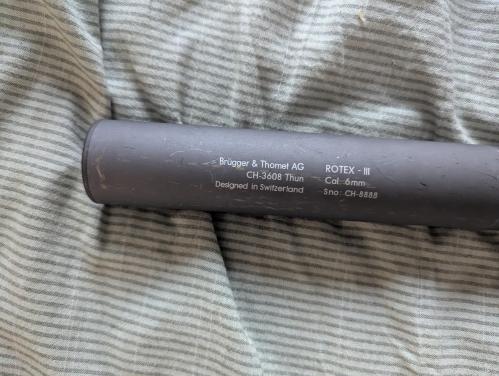 Brügger & Thomet AG
CH-3608 Thun
Designed in Switzerland
ROTEX - III
Cal. 6mm
Sno: CH-8888